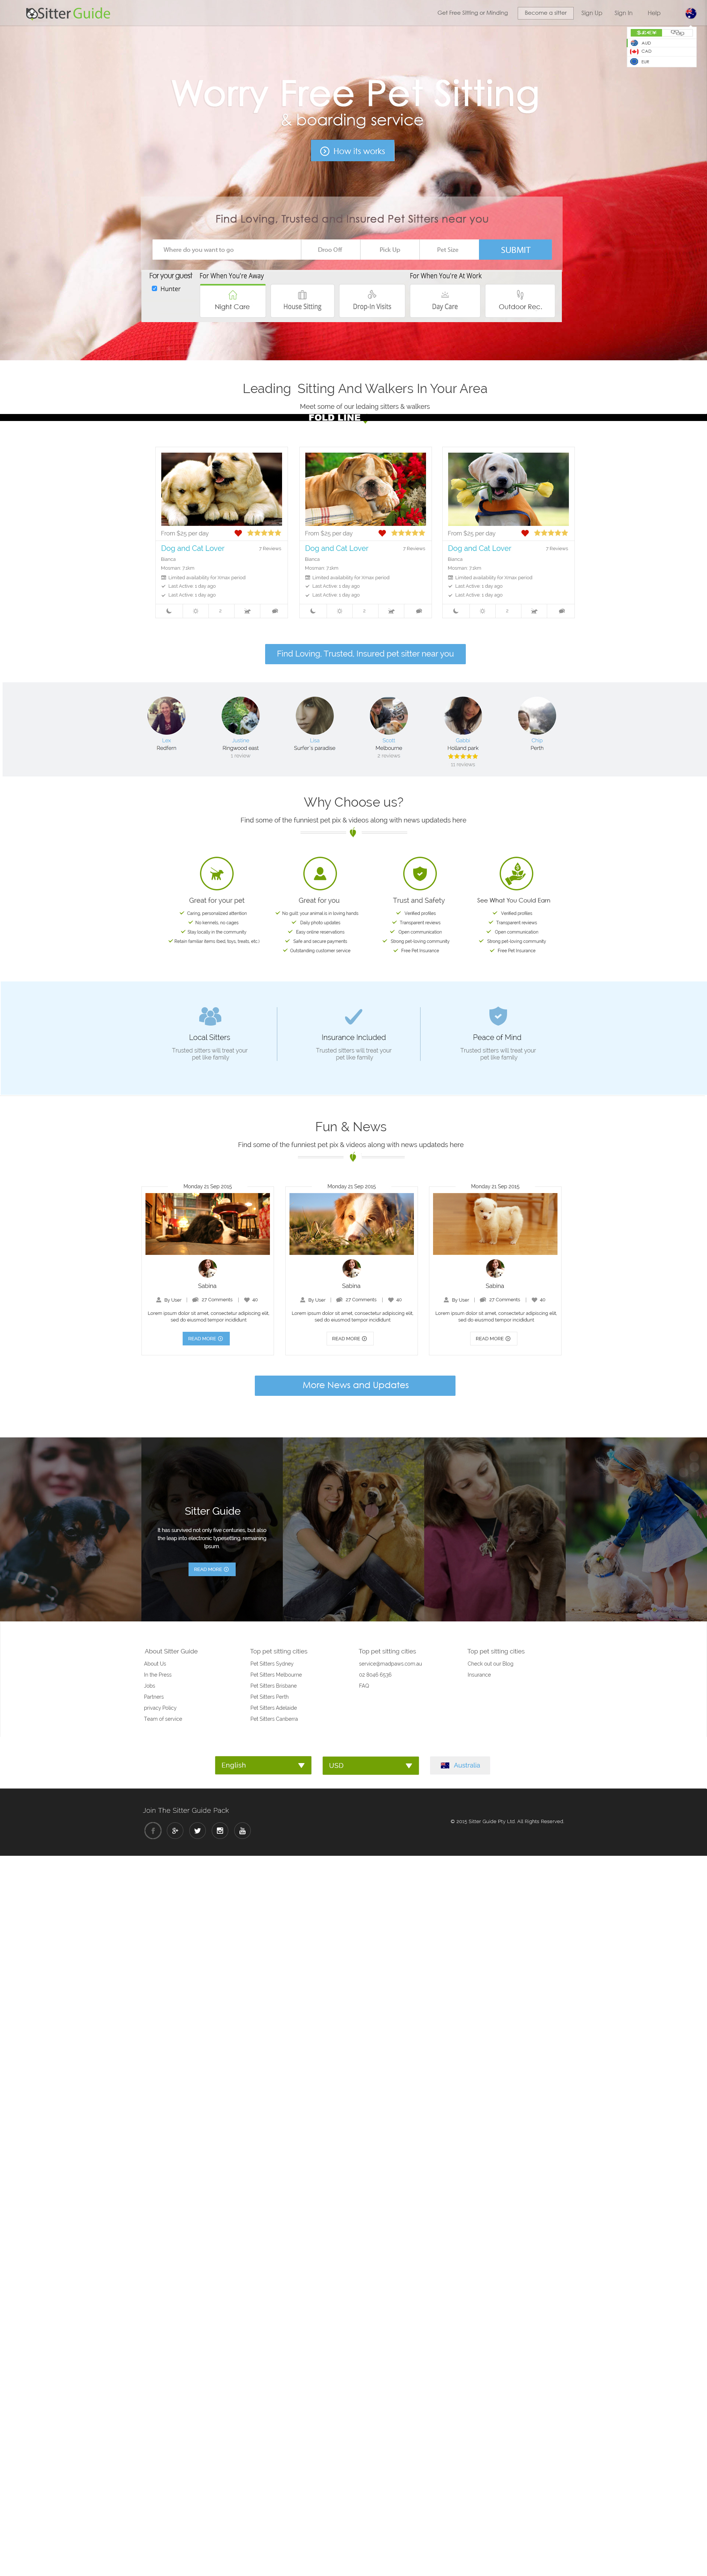 Sitter Guide
Get Free Sitting or Minding
Become a sitter
Sign Up
Sign In
Help
AUD
CAD
EUR
Worry Free Pet Sitting
& boarding service
How its works
Find Loving, Trusted and Insured Pet Sitters near you
Where do you want to go
Drop Off
Pick Up
Pet Size
SUBMIT
For your guest
For When You're Away
For When You're At Work
Hunter
Night Care
House Sitting
Drop-In Visits
Day Care
Outdoor Rec.
Leading Sitting And Walkers In Your Area
Meet some of our ledaing sitters & walkers
FOLD LINE
From $25 per day
From $25 per day
From $25 per day
Dog and Cat Lover
7 Reviews
Dog and Cat Lover
7 Reviews
Dog and Cat Lover
7 Reviews
Bianca
Bianca
Bianca
Mosman: 7.1km
Mosman: 7.1km
Mosman: 7.1km
Limited availability for Xmax period
Limited availability for Xmax period
Limited availability for Xmax period
Last Active: 1 day ago
Last Active: 1 day ago
Last Active: 1 day ago
Last Active: 1 day ago
Last Active: 1 day ago
Last Active: 1 day ago
Find Loving, Trusted, Insured pet sitter near you
Lisa
Justine
Lisa
Scott
Gabbi
Chip
Redfern
Ringwood east
Surfer's paradise
Melbourne
Holland park
Perth
1 review
2 reviews
11 reviews
Why Choose us?
Find some of the funniest pet pix & videos along with news updateds here
Great for your pet
Great for you
Trust and Safety
See What You Could Earn
Caring, personalized attention
No guilt: your animal is in loving hands
Verified profiles
Verified profiles
No kennels, no cages
Daily photo updates
Transparent reviews
Transparent reviews
Stay locally in the community
Easy online reservations
Open communication
Open communication
Retain familiar items (bed, toys, treats, etc.)
Safe and secure payments
Strong pet-loving community
Strong pet-loving community
Outstanding customer service
Free Pet Insurance
Free Pet Insurance
Local Sitters
Insurance Included
Peace of Mind
Trusted sitters will treat your
pet like family
Trusted sitters will treat your
pet like family
Trusted sitters will treat your
pet like family
Fun & News
Find some of the funniest pet pix & videos along with news updateds here
Monday 21 Sep 2015
Monday 21 Sep 2015
Monday 21 Sep 2015
Sabina
Sabina
Sabina
By User | 27 Comments | 40
By User | 27 Comments | 40
By User | 27 Comments | 40
Lorem ipsum dolor sit amet, consectetur adipiscing elit,
sed do eiusmod tempor incididunt
Lorem ipsum dolor sit amet, consectetur adipiscing elit,
sed do eiusmod tempor incididunt
Lorem ipsum dolor sit amet, consectetur adipiscing elit,
sed do eiusmod tempor incididunt
READ MORE
READ MORE
READ MORE
More News and Updates
Sitter Guide
It has survived not only five centuries, but also
the leap into electronic typesetting, remaining
Ipsum.
READ MORE
About Sitter Guide
Top pet sitting cities
Top pet sitting cities
Top pet sitting cities
About Us
Pet Sitters Sydney
service@madpaws.com.au
Check out our Blog
In the Press
Pet Sitters Melbourne
02 8046 6536
Insurance
Jobs
Pet Sitters Brisbane
FAQ
Partners
Pet Sitters Perth
privacy Policy
Pet Sitters Adelaide
Team of service
Pet Sitters Canberra
English
USD
Australia
Join The Sitter Guide Pack
© 2015 Sitter Guide Pty Ltd. All Rights Reserved.